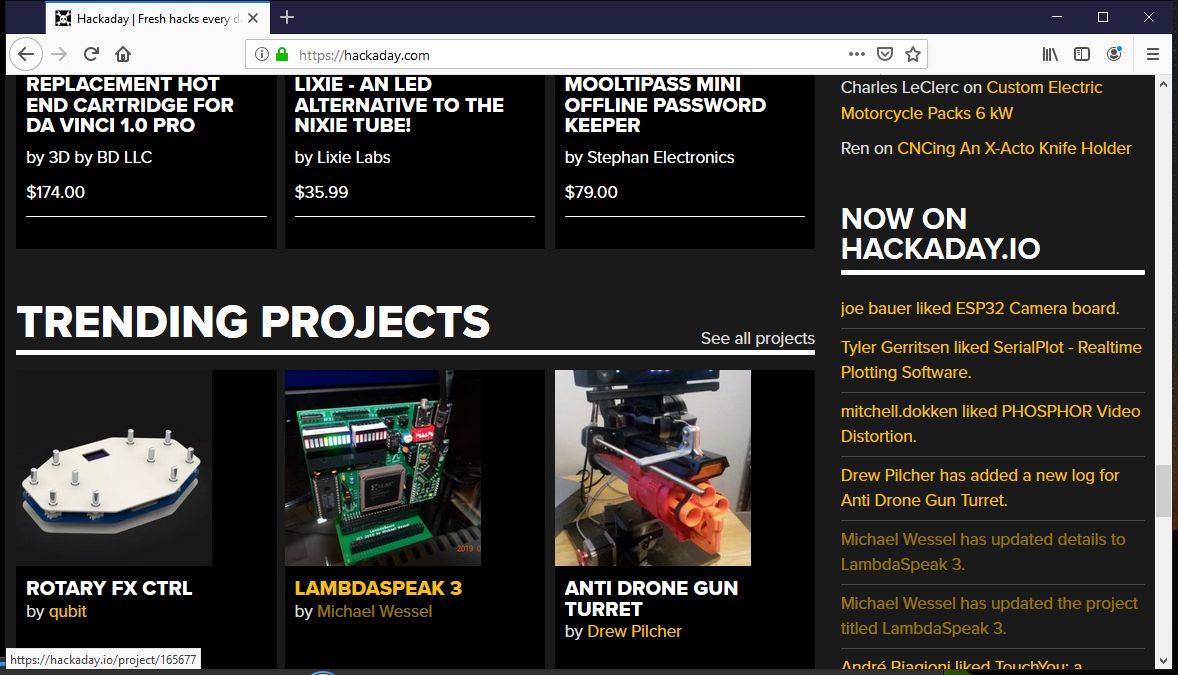 Hackaday | Fresh hacks every d
https://hackaday.com
REPLACEMENT HOT
END CARTRIDGE FOR
DA VINCI 1.0 PRO
by 3D by BD LLC
$174.00
LIXIE - AN LED
ALTERNATIVE TO THE
NIXIE TUBE!
by Lixie Labs
$35.99
MOOLTIPASS MINI
OFFLINE PASSWORD
KEEPER
by Stephan Electronics
$79.00
TRENDING PROJECTS
See all projects
ROTARY FX CTRL
by qubit
LambdaBoard
2019 0
LAMBDASPEAK 3
by Michael Wessel
ANTI DRONE GUN
TURRET
by Drew Pilcher
Charles LeClerc on Custom Electric
Motorcycle Packs 6 kW
Ren on CNCing An X-Acto Knife Holder
NOW ON
HACKADAY.IO
joe bauer liked ESP32 Camera board.
Tyler Gerritsen liked SerialPlot - Realtime
Plotting Software.
mitchell.dokken liked PHOSPHOR Video
Distortion.
Drew Pilcher has added a new log for
Anti Drone Gun Turret.
Michael Wessel has updated details to
LambdaSpeak 3.
Michael Wessel has updated the project
titled LambdaSpeak 3.
André Biagioni liked TouchYou: a
https://hackaday.io/project/165677